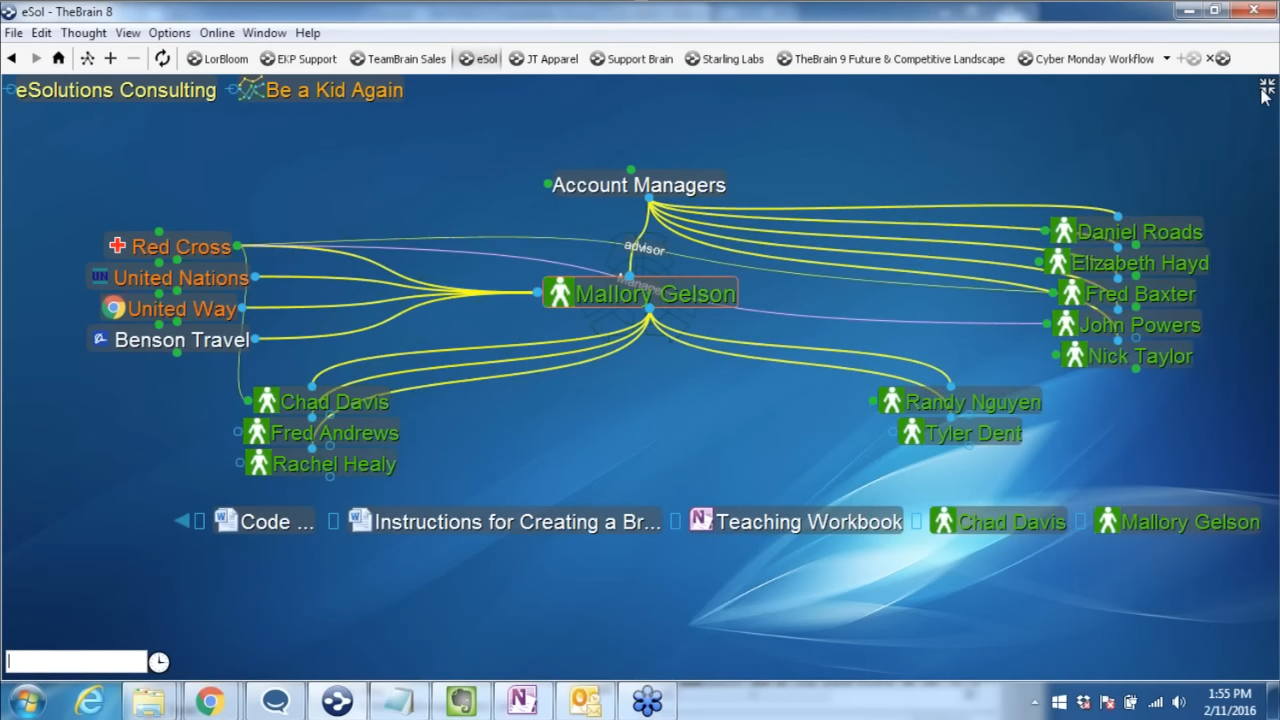 eSol - TheBrain 8
File Edit Thought View Options Online Window Help
LorBloom EKP Support TeamBrain Sales eSol JT Apparel Support Brain Starling Labs TheBrain 9 Future & Competitive Landscape Cyber Monday Workflow
eSolutions Consulting Be a Kid Again
Account Managers
Red Cross
United Nations
United Way
Benson Travel
advisor
Mallory Gelson
Daniel Roads
Elizabeth Hayd
Fred Baxter
John Powers
Nick Taylor
Chad Davis
Fred Andrews
Rachel Healy
Randy Nguyen
Tyler Dent
Code ... Instructions for Creating a Br... Teaching Workbook Chad Davis Mallory Gelson
1:55 PM
2/11/2016